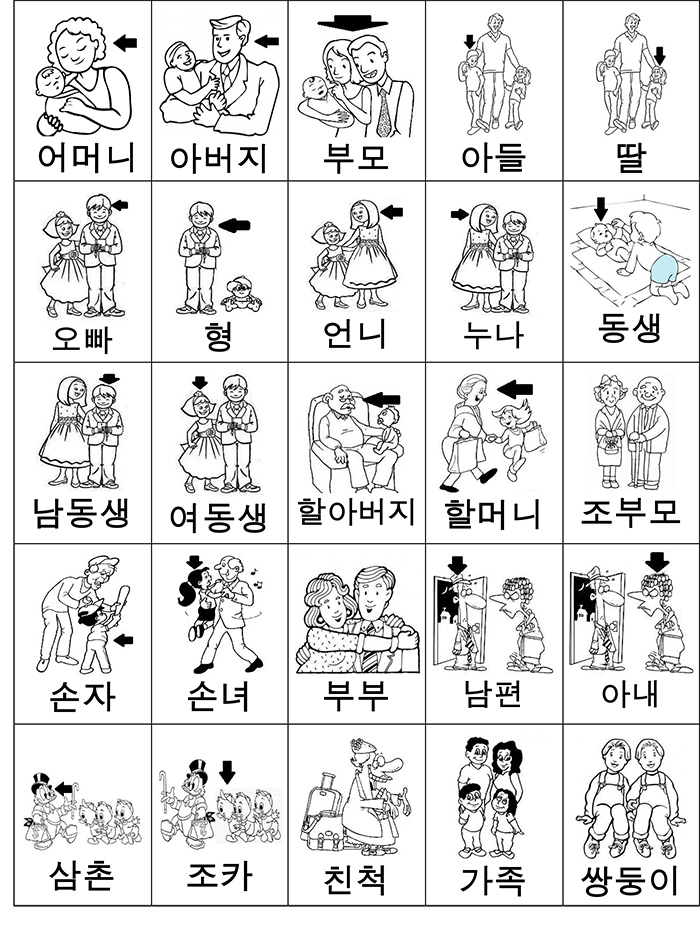 어머니 아버지 부모 아들 딸
오빠 형 언니 누나 동생
남동생 여동생 할아버지 할머니 조부모
손자 손녀 부부 남편 아내
삼촌 조카 친척 가족 쌍둥이